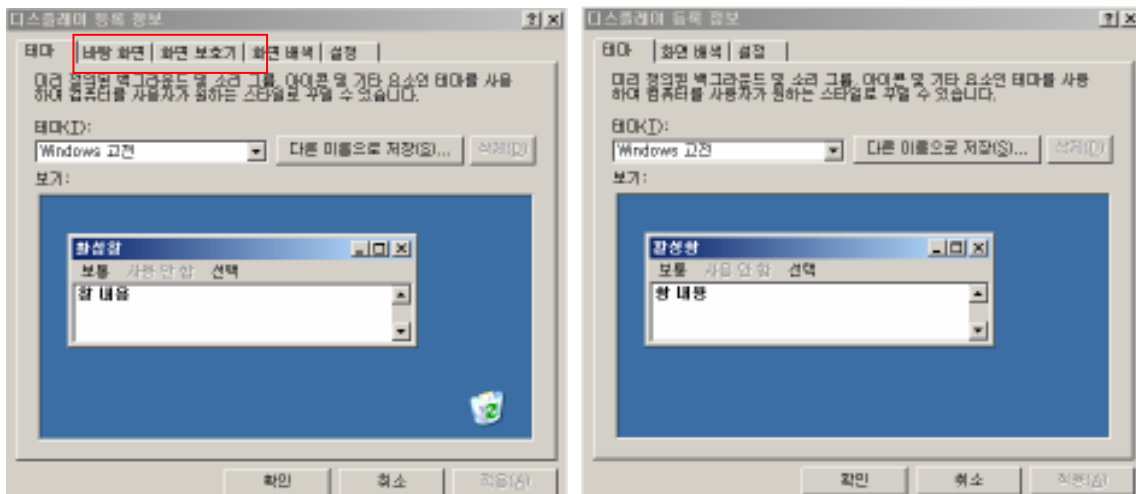 디스플레이 등록 정보
테마 바탕 화면 화면 보호기 화면 배색 설정
미리 정의된 백그라운드 및 소리 그룹, 아이콘 및 기타 요소인 테마를 사용
하여 컴퓨터를 사용자가 원하는 스타일로 꾸밀 수 있습니다.
테마(T):
Windows 고전 다른 이름으로 저장(S)... 삭제(D)
보기:
활성창
보통 사용 안 함 선택
창 내용
확인 취소 적용(A)
디스플레이 등록 정보
테마 화면 배색 설정
미리 정의된 백그라운드 및 소리 그룹, 아이콘 및 기타 요소인 테마를 사용
하여 컴퓨터를 사용자가 원하는 스타일로 꾸밀 수 있습니다.
테마(T):
Windows 고전 다른 이름으로 저장(S)... 삭제(D)
보기:
활성창
보통 사용 안 함 선택
창 내용
확인 취소 적용(A)